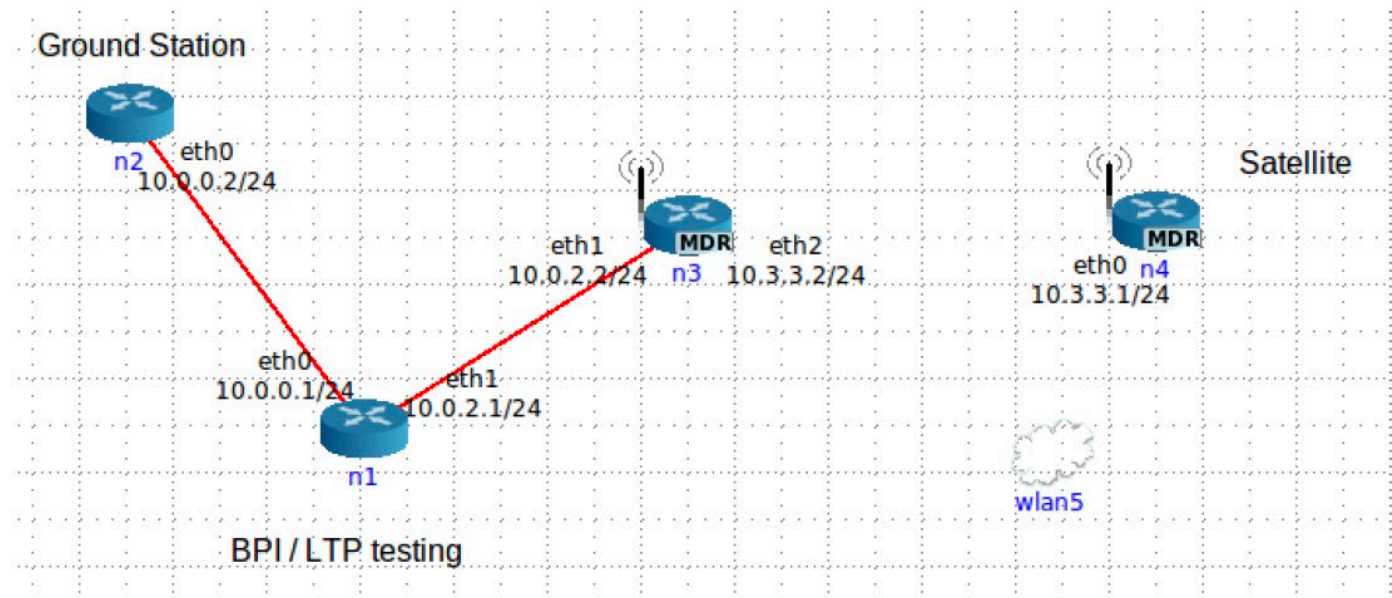 Ground Station
n2
eth0
10.0.0.2/24
Satellite
MDR
eth1
10.0.2.2/24
n3
eth2
10.3.3.2/24
MDR
eth0
n4
10.3.3.1/24
eth0
10.0.0.1/24
eth1
10.0.2.1/24
n1
wlan5
BPI / LTP testing